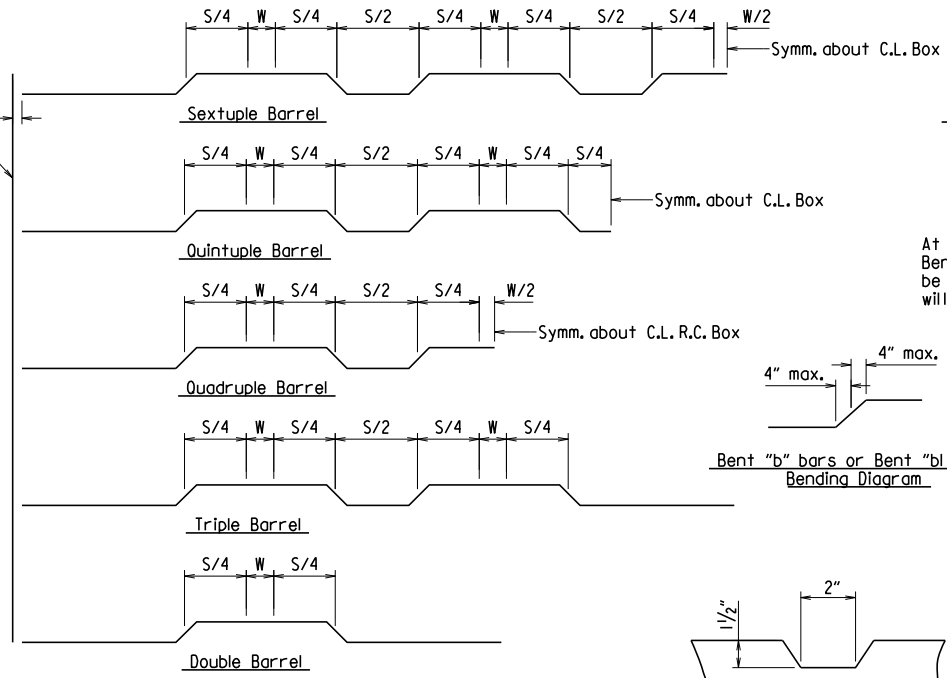 S/4 W S/4 S/2 S/4 W S/4 S/2 S/4 W/2
Symm. about C.L. Box
Sextuple Barrel
S/4 W S/4 S/2 S/4 W S/4 S/4
Symm. about C.L. Box
Quintuple Barrel
S/4 W S/4 S/2 S/4 W/2
Symm. about C.L. R.C. Box
Quadruple Barrel
S/4 W S/4 S/2 S/4 W S/4
Triple Barrel
S/4 W S/4
Double Barrel
At
Ben
be
will
4" max.
4" max.
Bent "b" bars or Bent "bl
Bending Diagram
2"
1½"